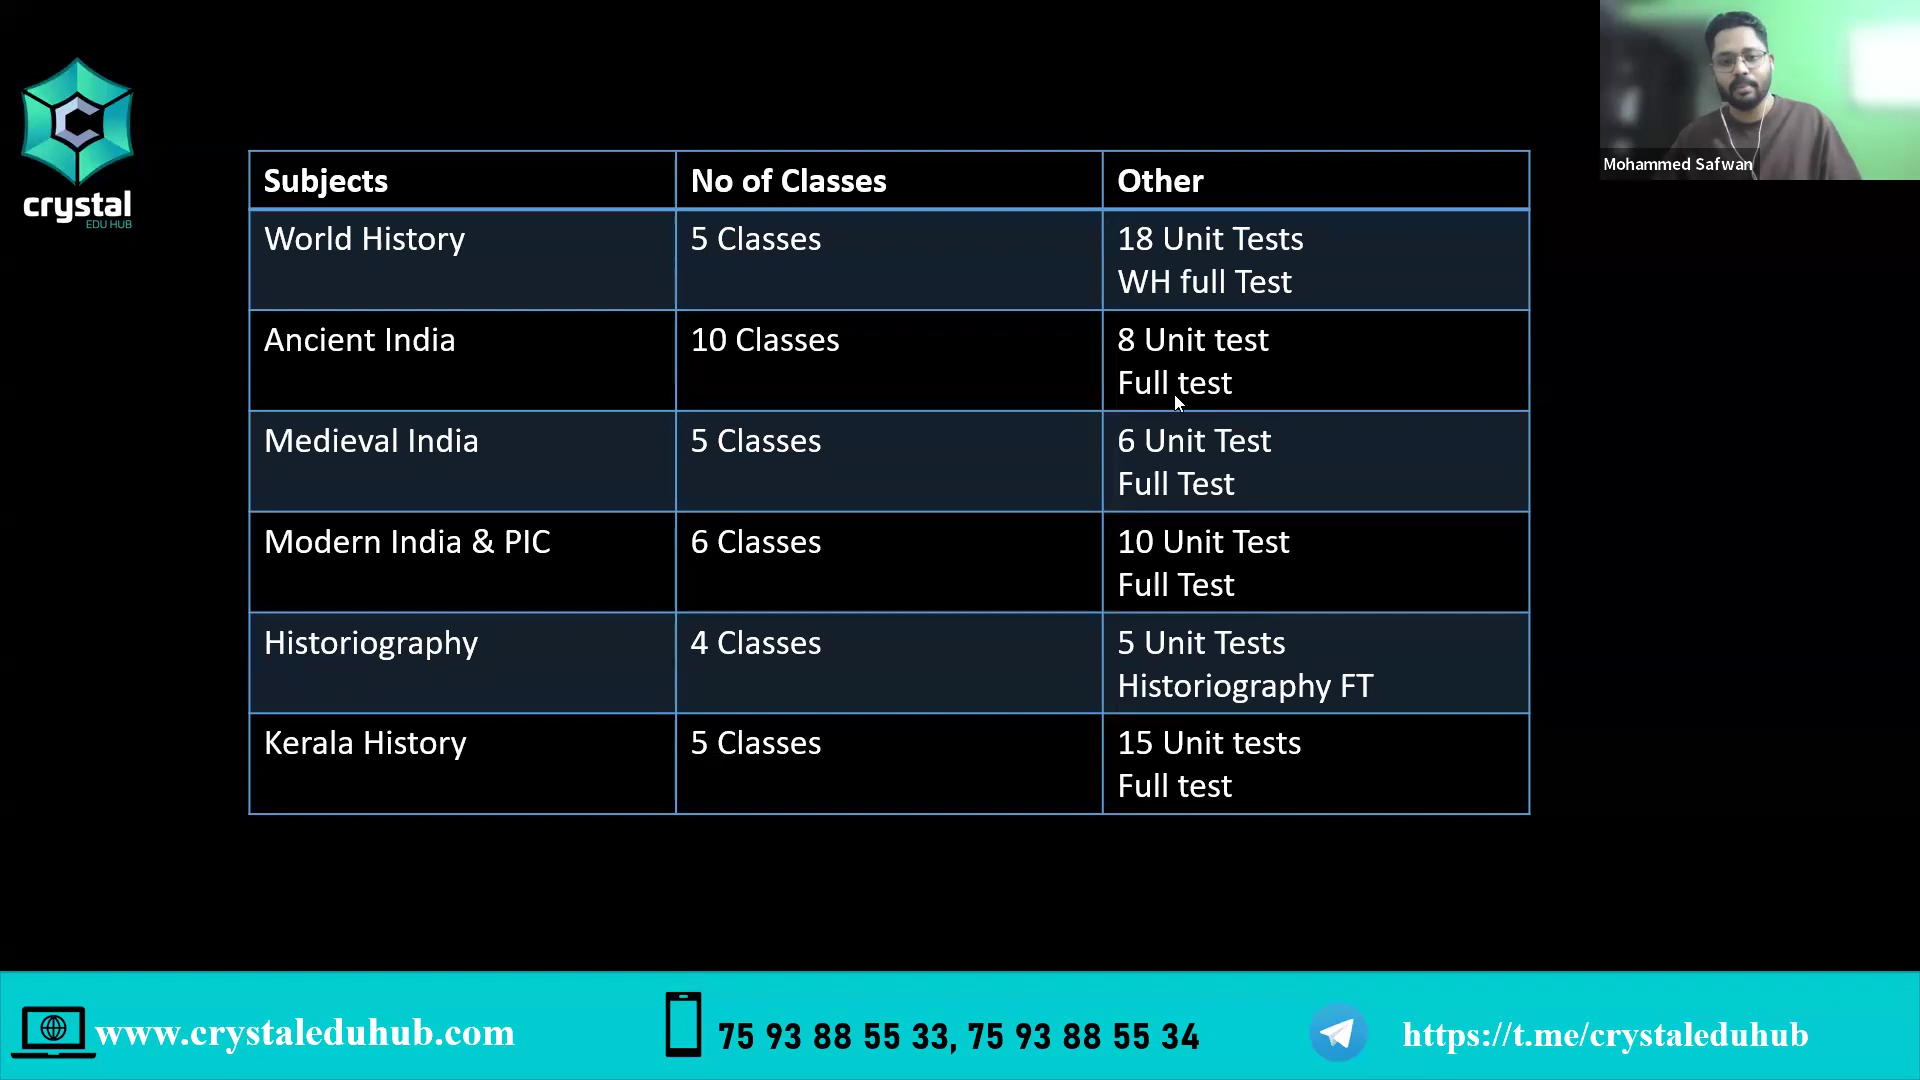 C
crystal
EDU HUB
Mohammed Safwan
Subjects No of Classes Other
World History 5 Classes 18 Unit Tests
WH full Test
Ancient India 10 Classes 8 Unit test
Full test
Medieval India 5 Classes 6 Unit Test
Full Test
Modern India & PIC 6 Classes 10 Unit Test
Full Test
Historiography 4 Classes 5 Unit Tests
Historiography FT
Kerala History 5 Classes 15 Unit tests
Full test
www.crystaleduhub.com 75 93 88 55 33, 75 93 88 55 34 https://t.me/crystaleduhub